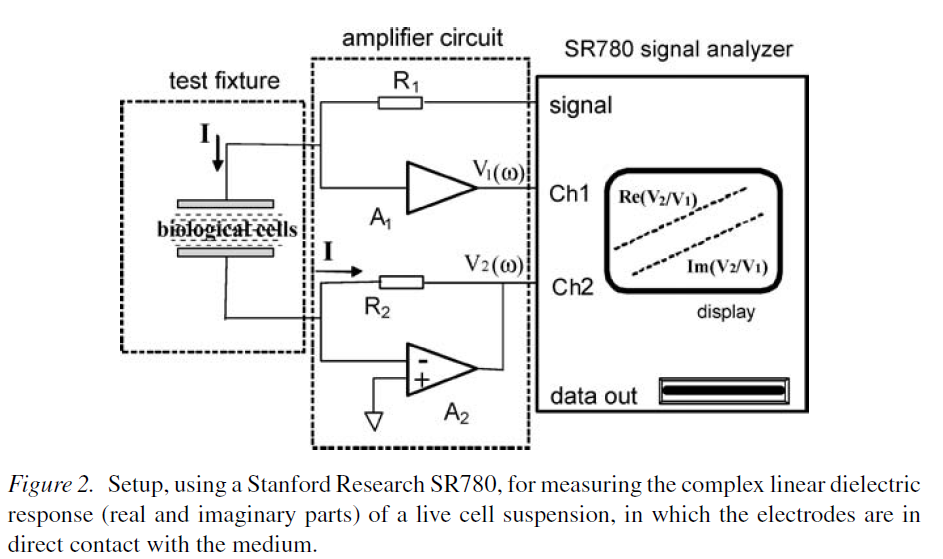 amplifier circuit
SR780 signal analyzer
test fixture
R1
signal
I
V1(ω)
Ch1
Re(V2/V1)
A1
biological cells
I
V2(ω)
Im(V2/V1)
Ch2
R2
display
-
+
data out
A2
Figure 2. Setup, using a Stanford Research SR780, for measuring the complex linear dielectric
response (real and imaginary parts) of a live cell suspension, in which the electrodes are in
direct contact with the medium.